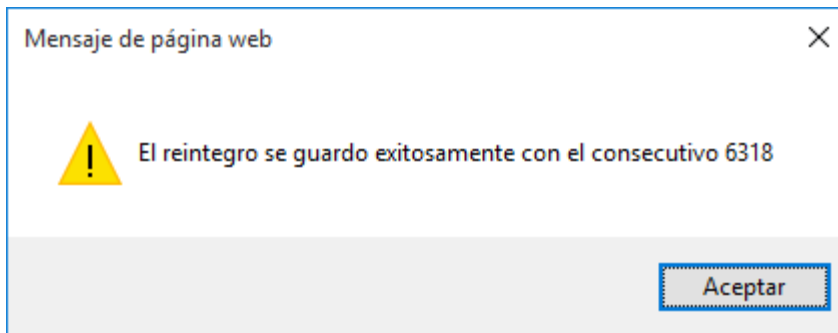 Mensaje de página web
El reintegro se guardo exitosamente con el consecutivo 6318
Aceptar